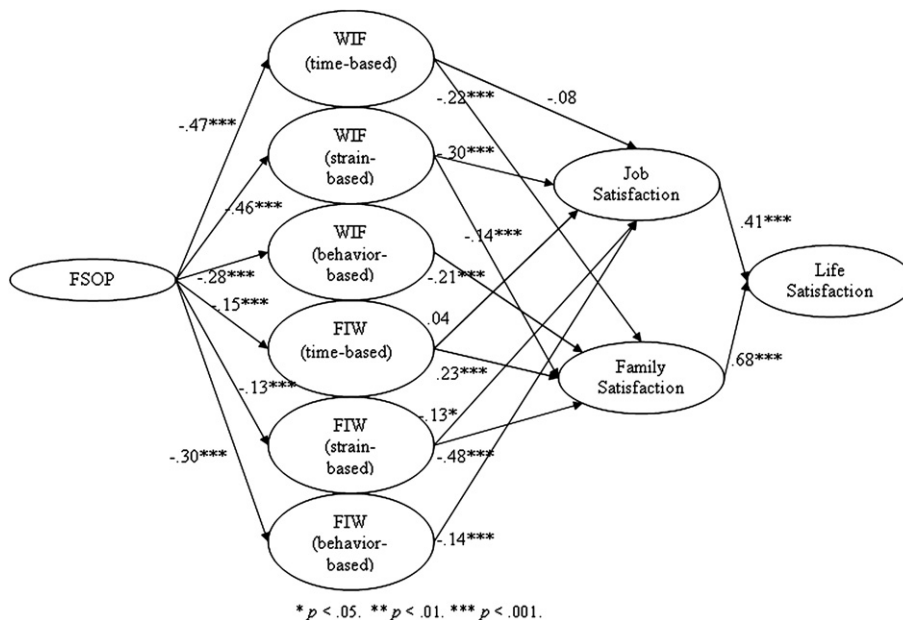 WIF
(time-based)
-.22***
-.08
-.47***
WIF
(strain-
based)
-.30***
Job
Satisfaction
-.46***
-.14***
.41***
WIF
(behavior-
based)
FSOP
-.28***
-.21***
Life
Satisfaction
-.15***
.04
FIW
(time-based)
.23***
Family
Satisfaction
.68***
-.13***
-.13*
FIW
(strain-
based)
-.48***
-.30***
FIW
(behavior-
based)
-.14***
* p < .05. ** p < .01. *** p < .001.